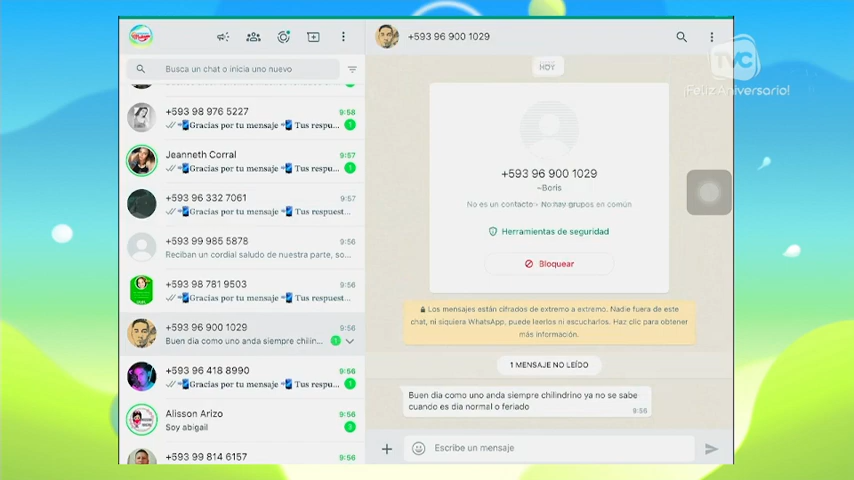 +593 96 900 1029
TVC
¡Feliz Aniversario!
Busca un chat o inicia uno nuevo
+593 98 976 5227
9:58
Gracias por tu mensaje Tus respu...
1
Jeanneth Corral
9:57
Gracias por tu mensaje Tus respu...
1
+593 96 332 7061
9:57
Gracias por tu mensaje Tus respuest...
+593 99 985 5878
9:56
Reciban un cordial saludo de nuestra parte, so...
+593 98 781 9503
9:56
Gracias por tu mensaje Tus respuest...
+593 96 900 1029
9:56
Buen dia como uno anda siempre chilin...
1
+593 96 418 8990
9:56
Gracias por tu mensaje Tus respu...
1
Alisson Arizo
9:56
Soy abigail
+593 99 814 6157
9:56
HOY
+593 96 900 1029
~Boris
No es un contacto · No hay grupos en común
Herramientas de seguridad
Bloquear
Los mensajes están cifrados de extremo a extremo. Nadie fuera de este
chat, ni siquiera WhatsApp, puede leerlos ni escucharlos. Haz clic para obtener
más información.
1 MENSAJE NO LEÍDO
Buen dia como uno anda siempre chilindrino ya no se sabe
cuando es dia normal o feriado
9:56
Escribe un mensaje